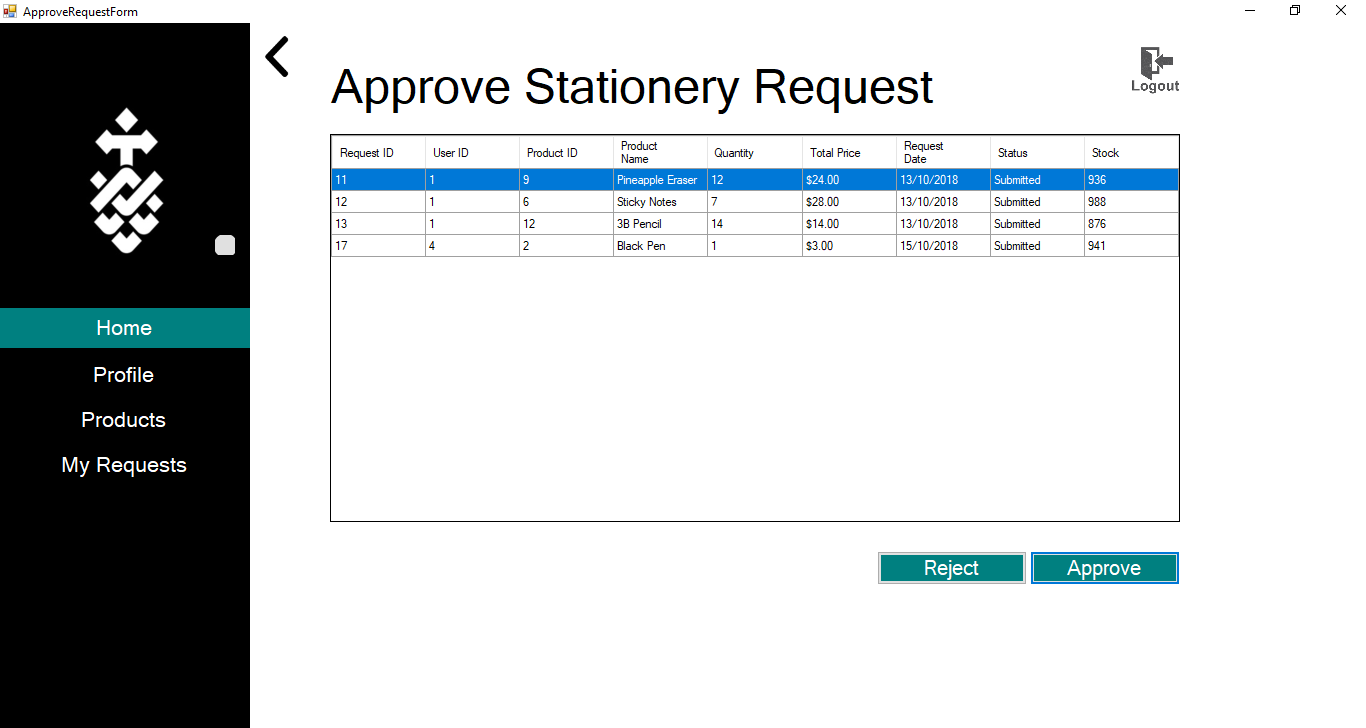 ApproveRequestForm
Approve Stationery Request
Logout
Home
Profile
Products
My Requests
Request ID User ID Product ID Product Name Quantity Total Price Request Date Status Stock
11 1 9 Pineapple Eraser 12 $24.00 13/10/2018 Submitted 936
12 1 6 Sticky Notes 7 $28.00 13/10/2018 Submitted 988
13 1 12 3B Pencil 14 $14.00 13/10/2018 Submitted 876
17 4 2 Black Pen 1 $3.00 15/10/2018 Submitted 941
Reject Approve